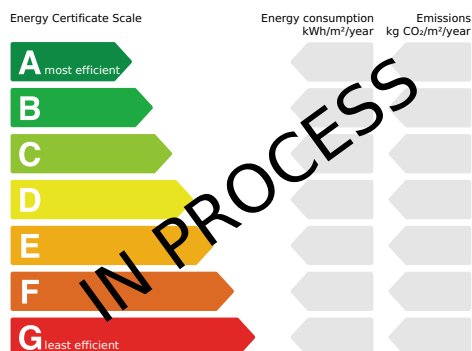 Energy Certificate Scale
Energy consumption
kWh/m²/year
Emissions
kg CO₂/m²/year
A most efficient
B
C
D
E
F
G least efficient
IN PROCESS